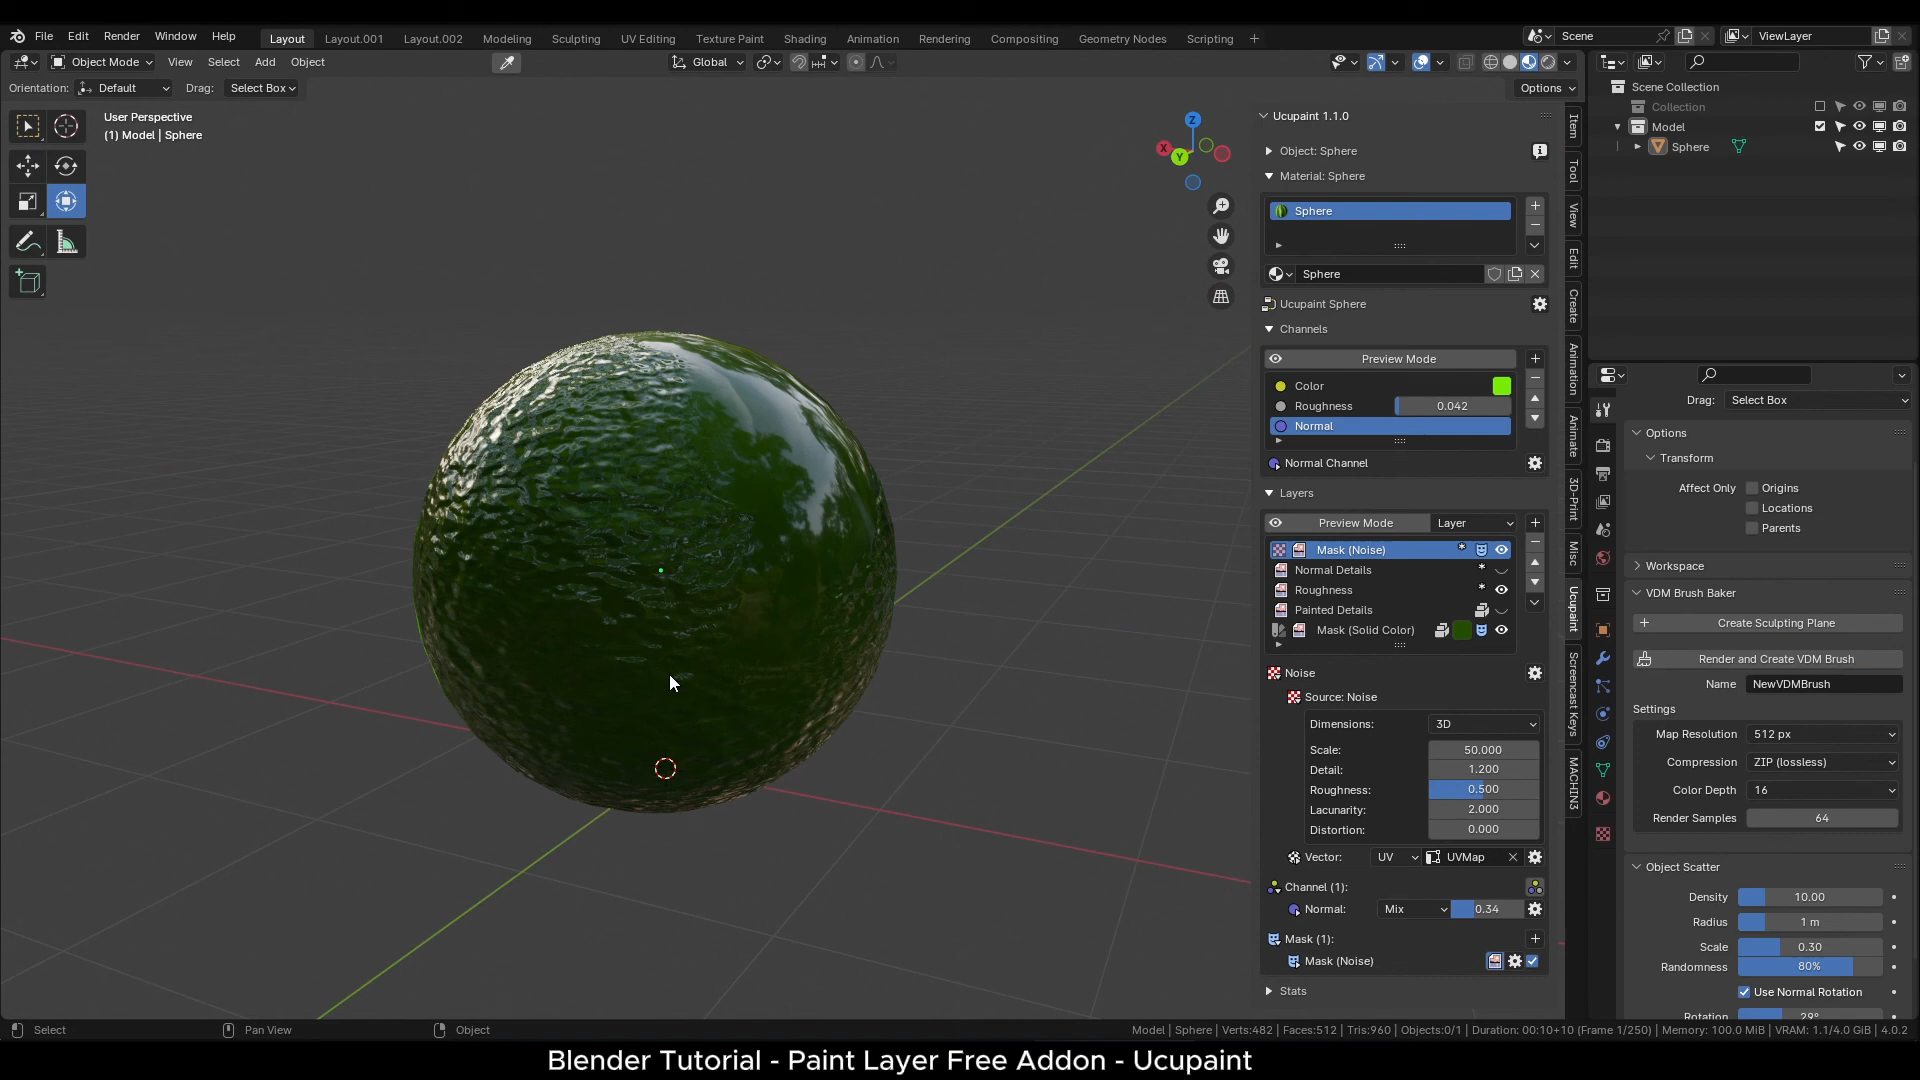 File Edit Render Window Help Layout Layout.001 Layout.002 Modeling Sculpting UV Editing Texture Paint Shading Animation Rendering Compositing Geometry Nodes Scripting + Scene ViewLayer
Object Mode View Select Add Object Global
Orientation: Default Drag: Select Box Options
User Perspective
(1) Model | Sphere
Z
X
Y
Ucupaint 1.1.0
Object: Sphere
Material: Sphere
Sphere
Sphere
Ucupaint Sphere
Channels
Preview Mode
Color
Roughness 0.042
Normal
Normal Channel
Layers
Preview Mode Layer
Mask (Noise)
Normal Details
Roughness
Painted Details
Mask (Solid Color)
Noise
Source: Noise
Dimensions: 3D
Scale: 50.000
Detail: 1.200
Roughness: 0.500
Lacunarity: 2.000
Distortion: 0.000
Vector: UV UVMap
Channel (1):
Normal: Mix 0.34
Mask (1):
Mask (Noise)
Stats
Item
Tool
View
Edit
Create
Animation
Animate
3D-Print
Misc
Ucupaint
Screencast Keys
MACHIN3
Scene Collection
Collection
Model
Sphere
Drag: Select Box
Options
Transform
Affect Only Origins
Locations
Parents
Workspace
VDM Brush Baker
Create Sculpting Plane
Render and Create VDM Brush
Name NewVDMBrush
Settings
Map Resolution 512 px
Compression ZIP (lossless)
Color Depth 16
Render Samples 64
Object Scatter
Density 10.00
Radius 1 m
Scale 0.30
Randomness 80%
Use Normal Rotation
Rotation 29°
Select Pan View Object Model | Sphere | Verts:482 | Faces:512 | Tris:960 | Objects:0/1 | Duration: 00:10+10 (Frame 1/250) | Memory: 100.0 MiB | VRAM: 1.1/4.0 GiB | 4.0.2
Blender Tutorial - Paint Layer Free Addon - Ucupaint